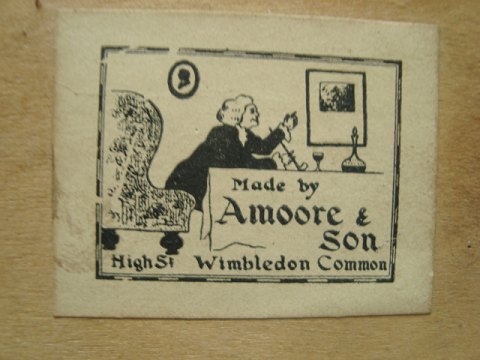 Made by
Amoore &
Son
High St Wimbledon Common